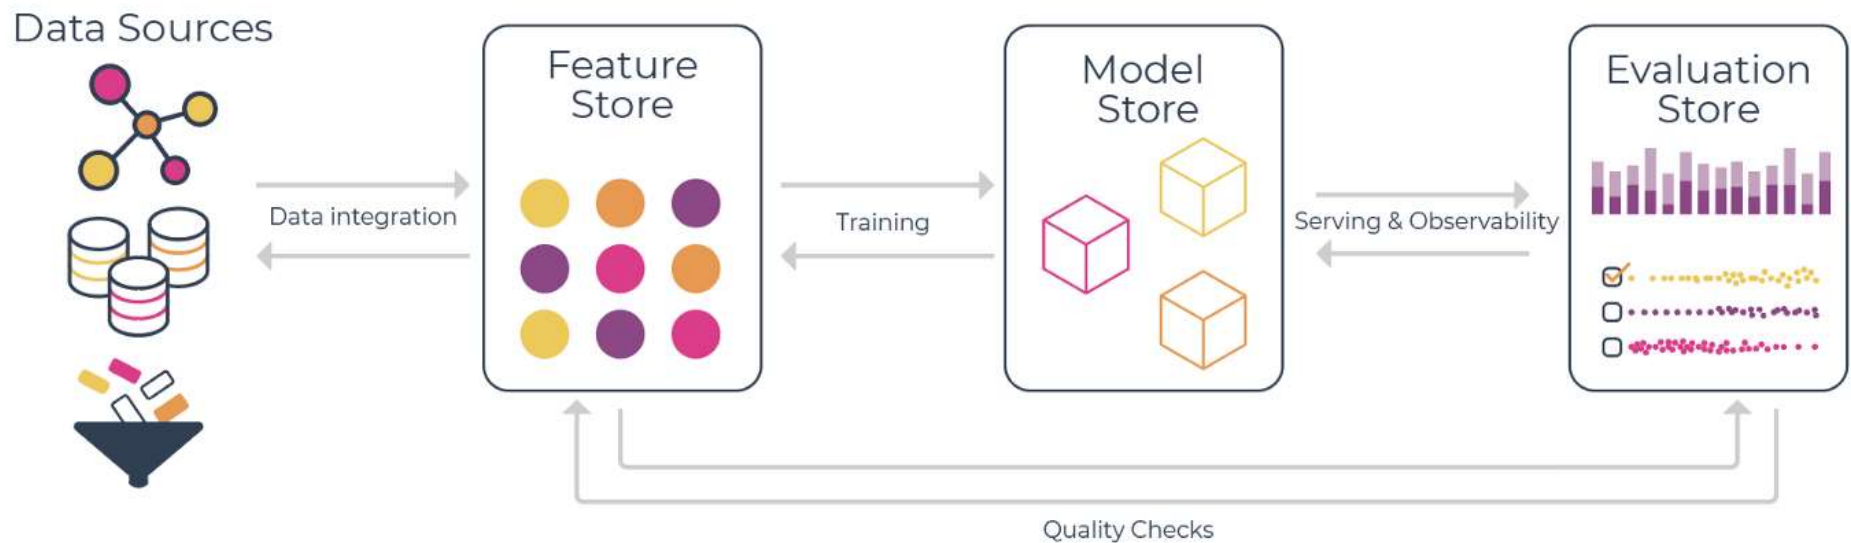 Data Sources
Feature
Store
Model
Store
Evaluation
Store
Data integration
Training
Serving & Observability
Quality Checks